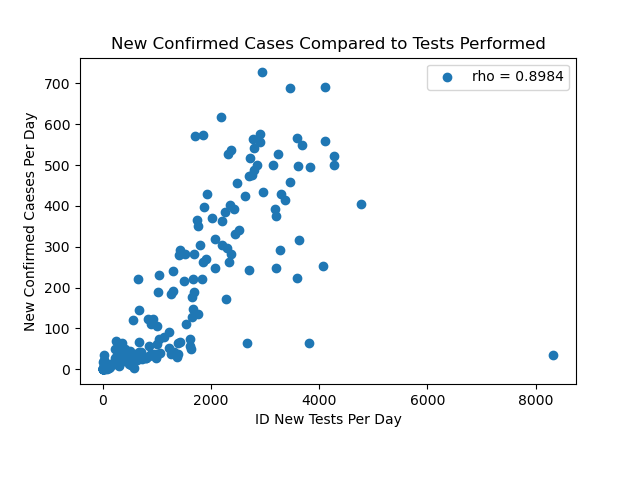 New Confirmed Cases Compared to Tests Performed
rho = 0.8984
New Confirmed Caeses Per Day
700
600
500
400
300
200
100
0
0 2000 4000 6000 8000
ID New Tests Per Day